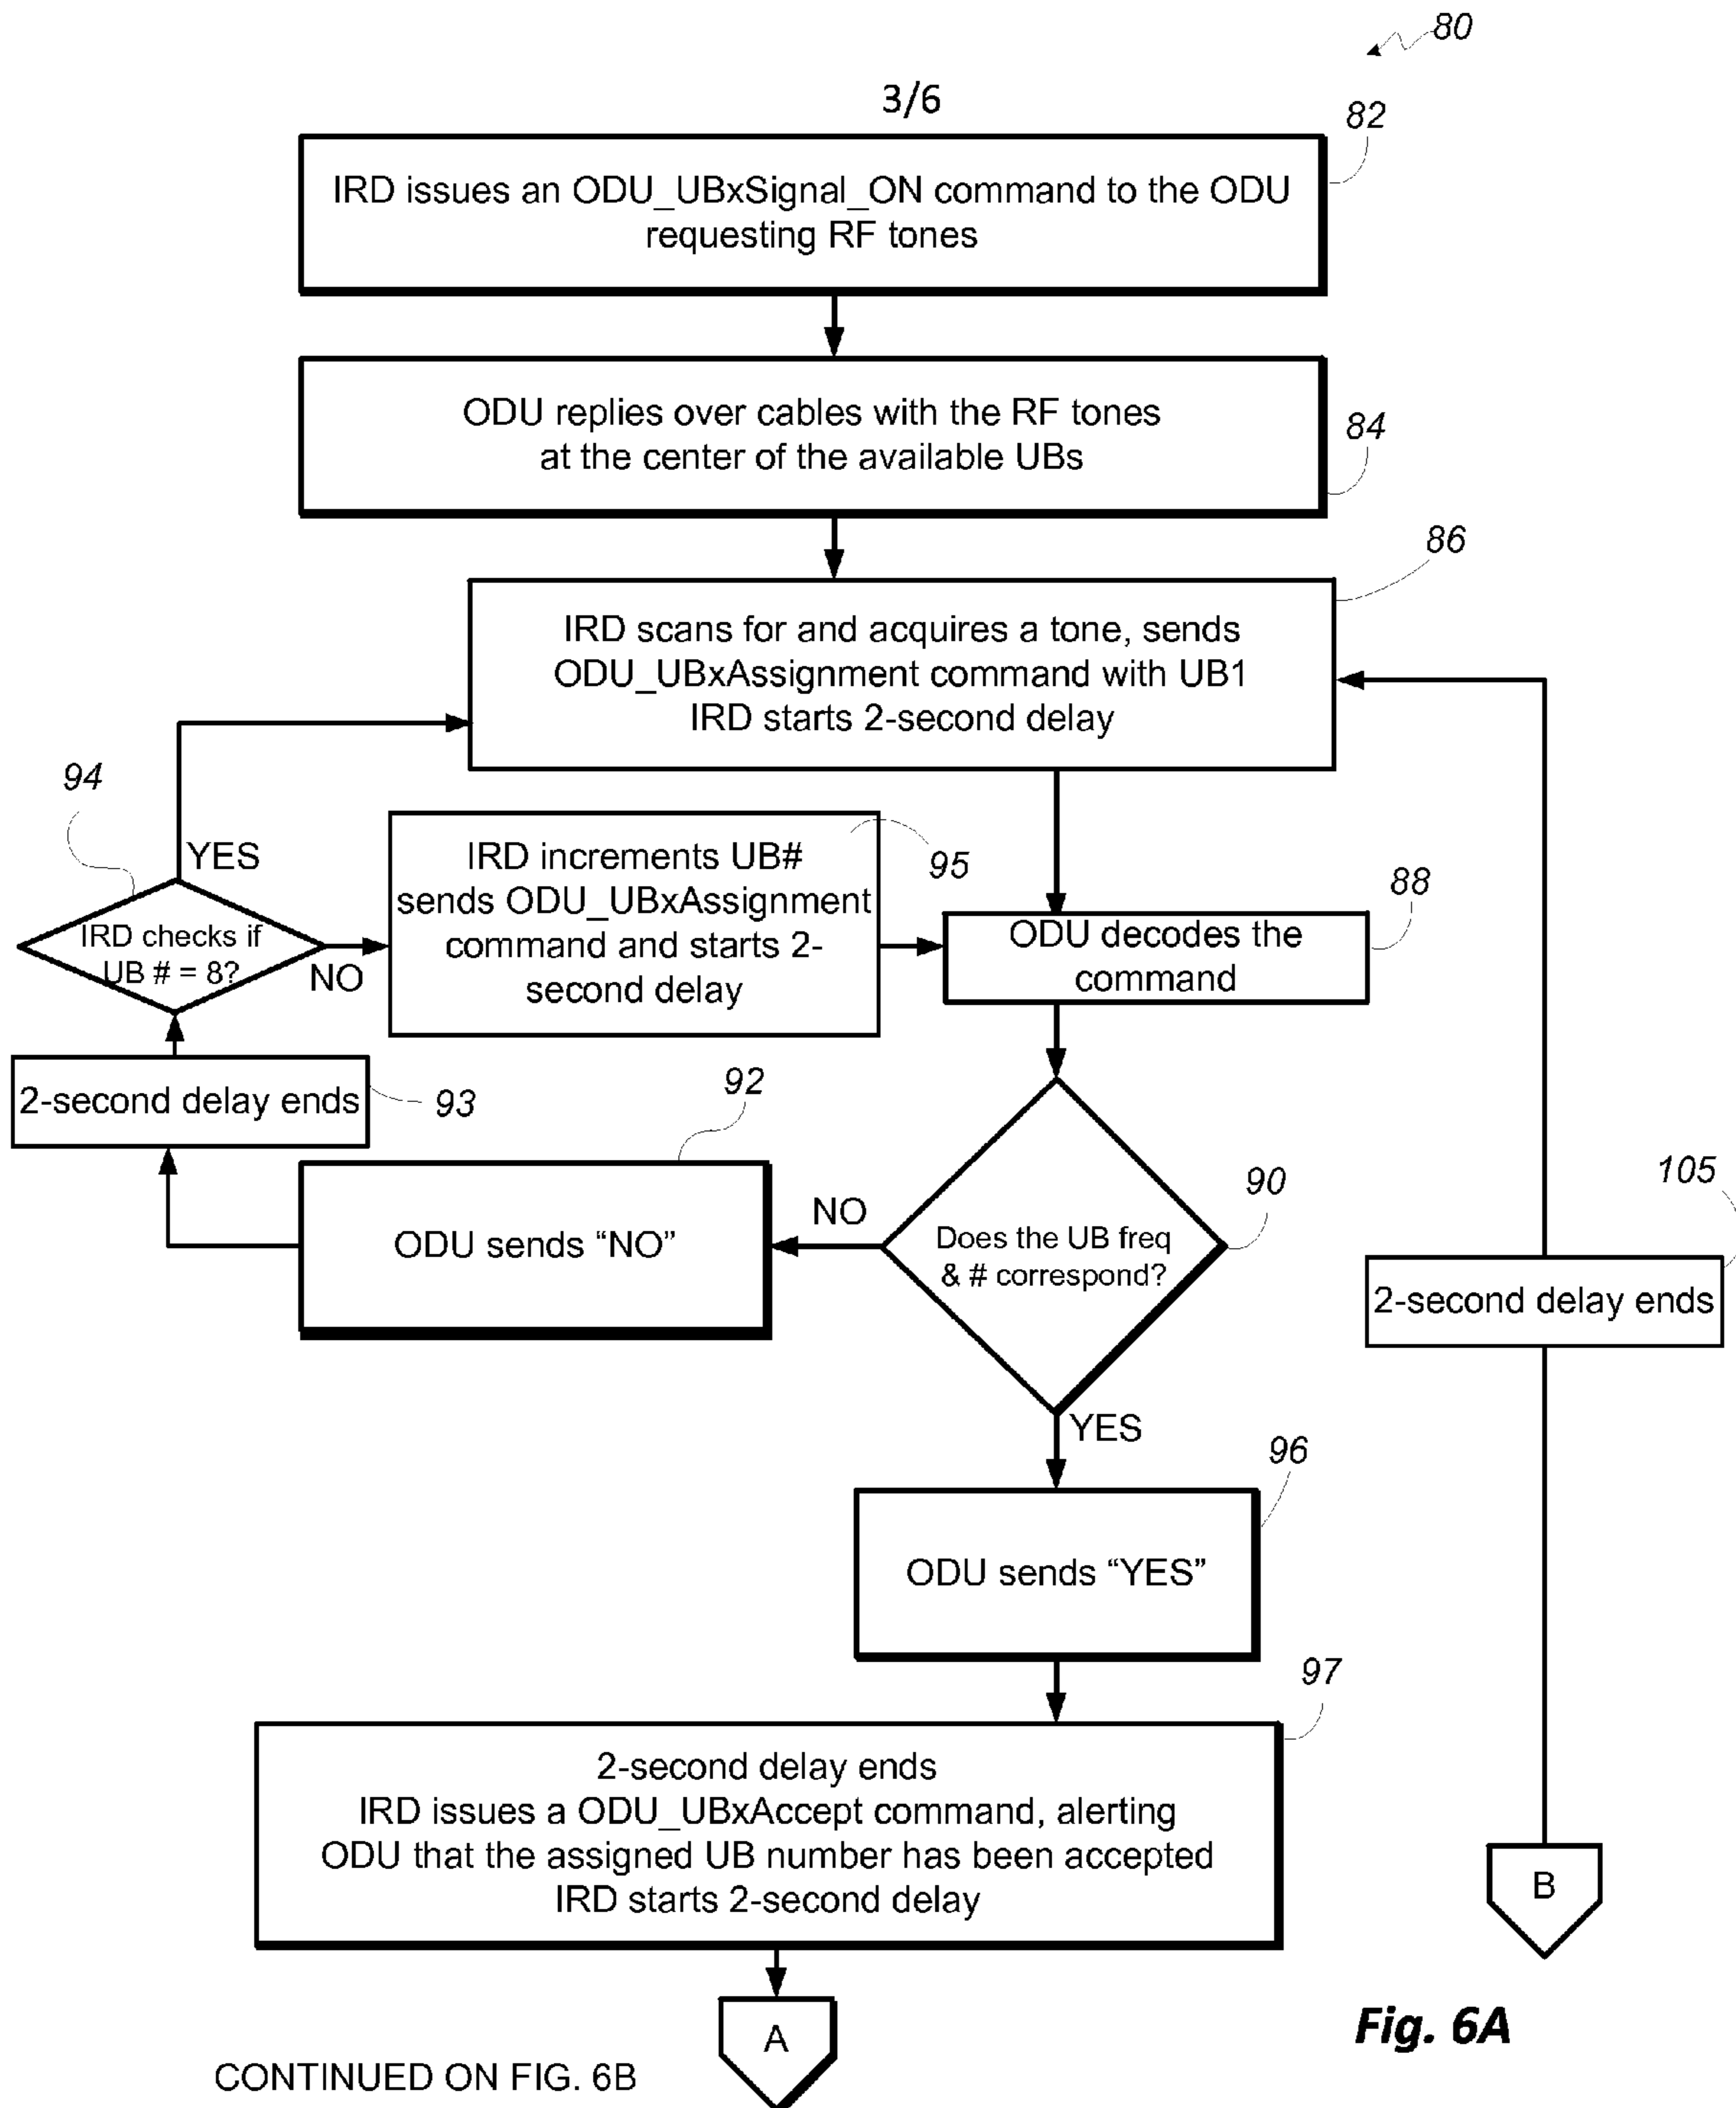 80
3/6
82
IRD issues an ODU_UBxSignal_ON command to the ODU
requesting RF tones
ODU replies over cables with the RF tones
at the center of the available UBs
84
86
IRD scans for and acquires a tone, sends
ODU_UBxAssignment command with UB1
IRD starts 2-second delay
94
YES
IRD checks if
UB # = 8?
NO
IRD increments UB#
sends ODU_UBxAssignment
command and starts 2-
second delay
95
88
ODU decodes the
command
2-second delay ends
93
92
ODU sends “NO”
NO
90
Does the UB freq
& # correspond?
105
2-second delay ends
YES
96
ODU sends “YES”
97
2-second delay ends
IRD issues a ODU_UBxAccept command, alerting
ODU that the assigned UB number has been accepted
IRD starts 2-second delay
B
A
Fig. 6A
CONTINUED ON FIG. 6B